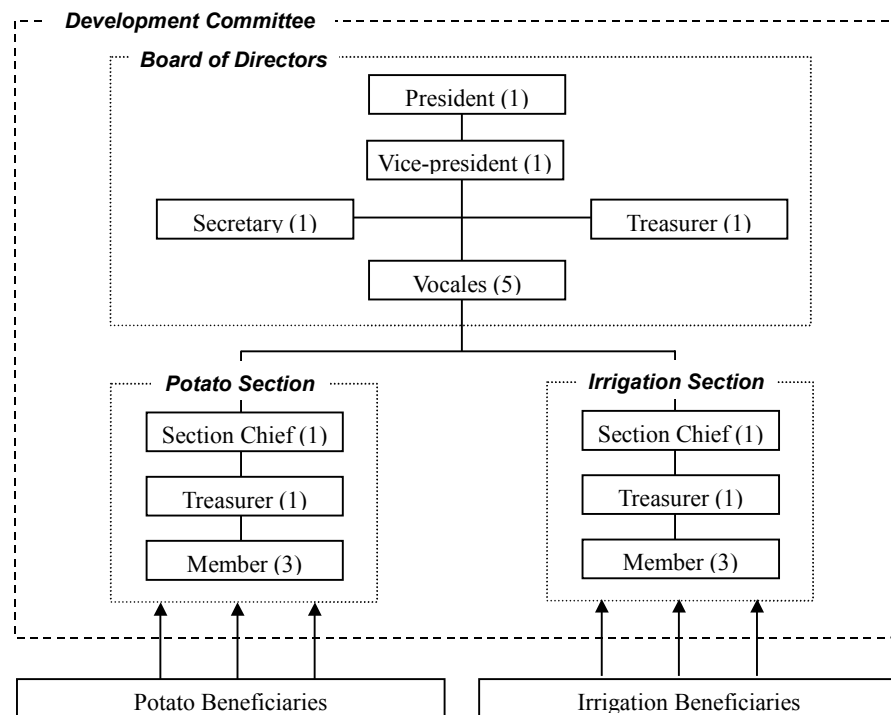 Development Committee
Board of Directors
President (1)
Vice-president (1)
Secretary (1)
Treasurer (1)
Vocales (5)
Potato Section
Irrigation Section
Section Chief (1)
Section Chief (1)
Treasurer (1)
Treasurer (1)
Member (3)
Member (3)
Potato Beneficiaries
Irrigation Beneficiaries